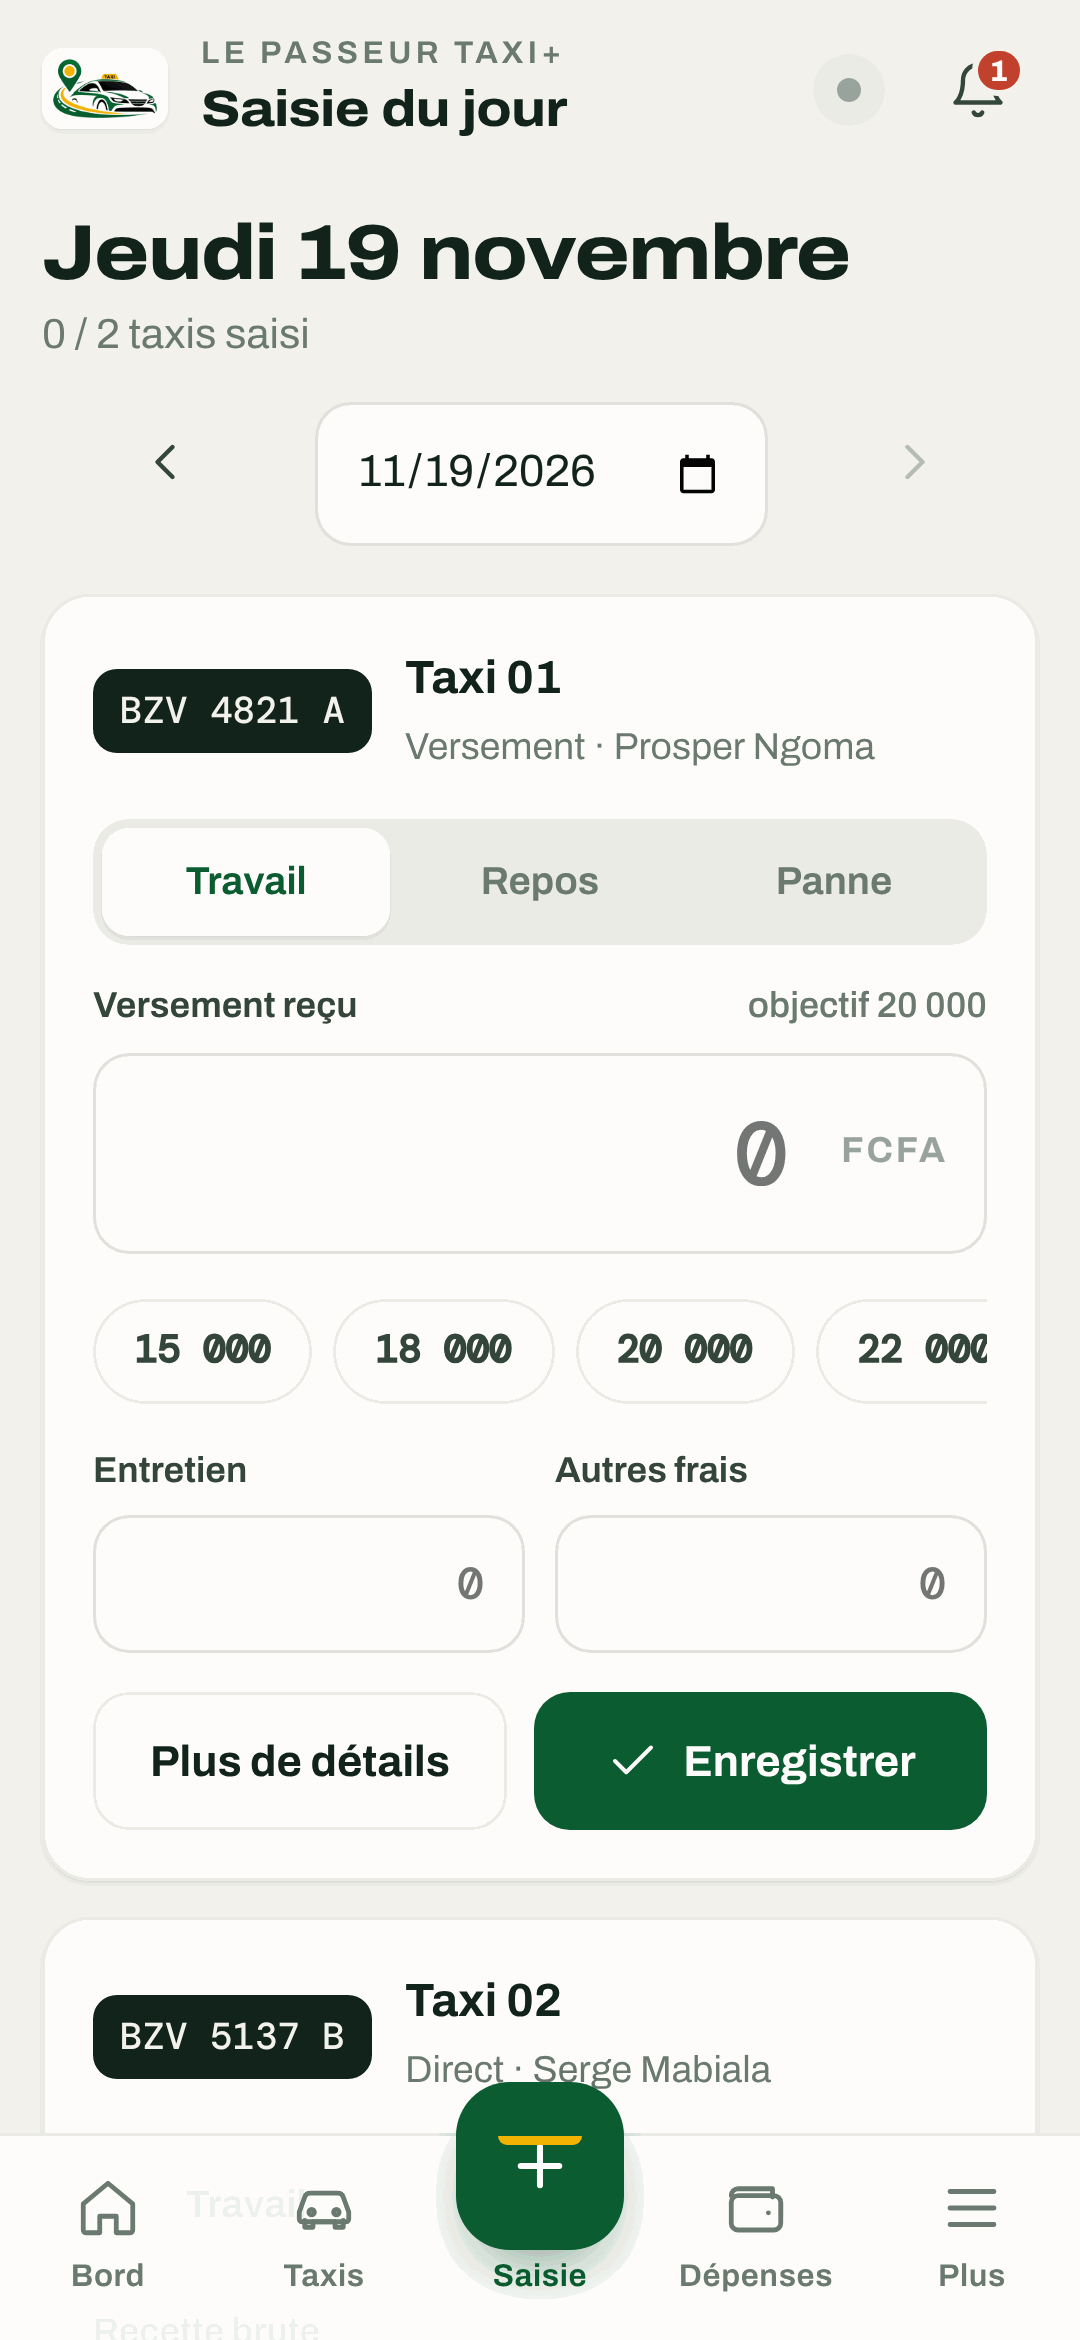 LE PASSEUR TAXI+
Saisie du jour
1
Jeudi 19 novembre
0 / 2 taxis saisi
11/19/2026
BZV 4821 A
Taxi 01
Versement · Prosper Ngoma
Travail
Repos
Panne
Versement reçu
objectif 20 000
0 FCFA
15 000
18 000
20 000
22 000
Entretien
Autres frais
0
0
Plus de détails
Enregistrer
BZV 5137 B
Taxi 02
Direct · Serge Mabiala
Travail
Bord
Taxis
Saisie
Dépenses
Plus
Recette brute